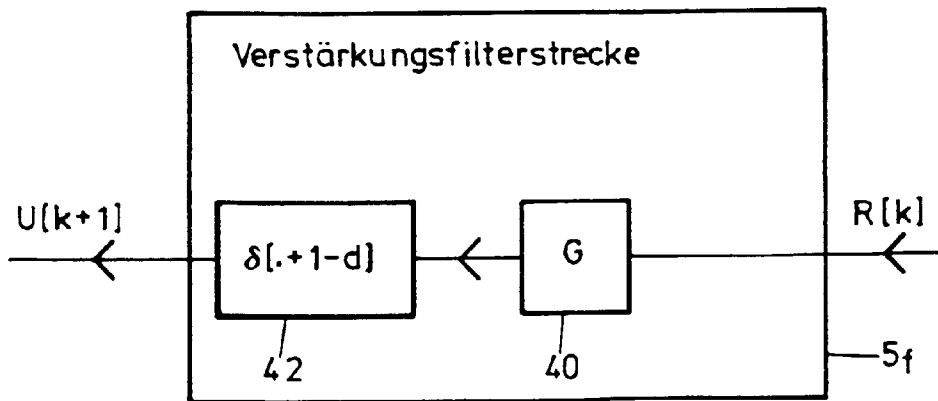 Verstärkungsfilterstrecke
U[k+1]
δ[.+1-d]
G
R[k]
42
40
5f